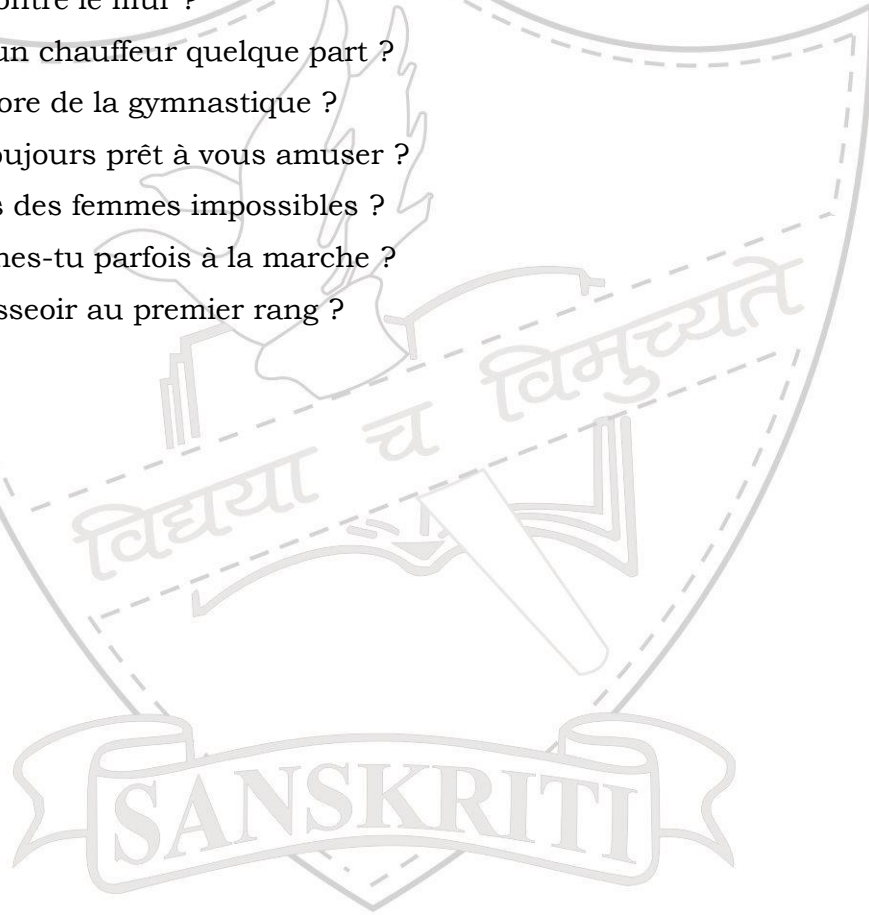 ontre le mur ?
un chauffeur quelque part ?
ore de la gymnastique ?
oujours prêt à vous amuser ?
s des femmes impossibles ?
nes-tu parfois à la marche ?
sseoir au premier rang ?
विद्यया च विमुच्यते
SANSKRITI